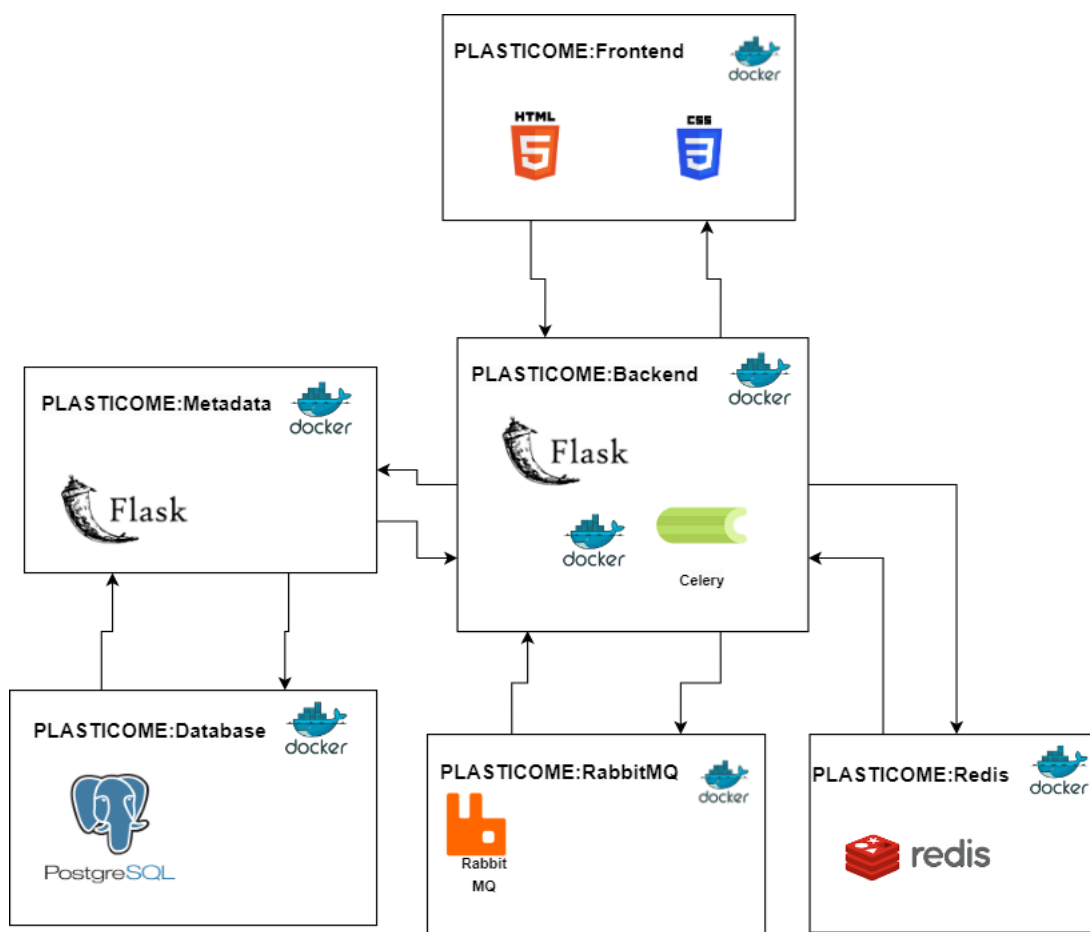 PLASTICOME:Frontend
docker
HTML
5
CSS
3
PLASTICOME:Backend
docker
Flask
docker
Celery
PLASTICOME:Metadata
docker
Flask
PLASTICOME:Database
docker
PostgreSQL
PLASTICOME:RabbitMQ
docker
Rabbit
MQ
PLASTICOME:Redis
docker
redis